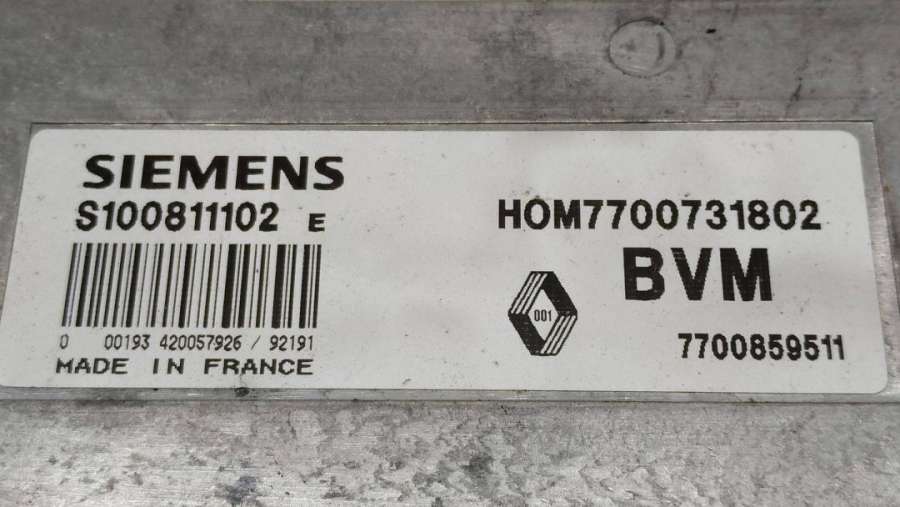 SIEMENS
S100811102 E
0 00193 420057926 / 92191
MADE IN FRANCE
HOM7700731802
BVM
001
7700859511